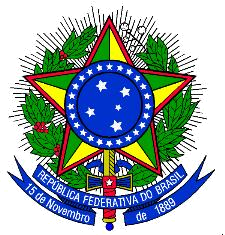 REPÚBLICA FEDERATIVA DO BRASIL
15 de Novembro de 1889